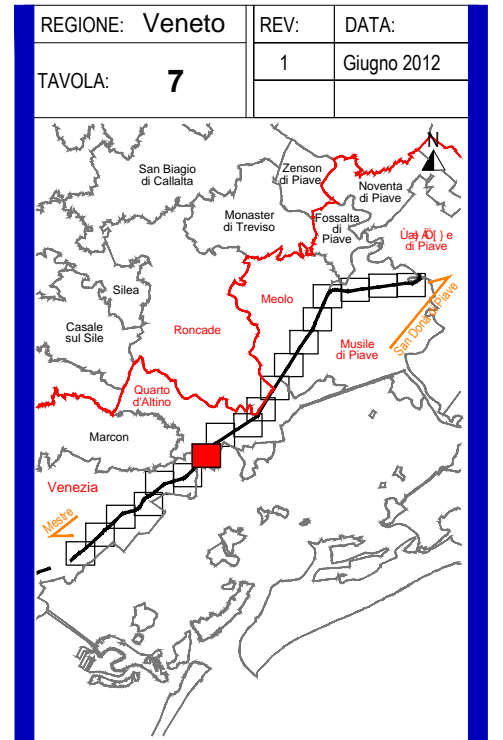 REGIONE: Veneto
REV:
DATA:
TAVOLA: 7
1
Giugno 2012
N
San Biagio
di Callalta
Zenson
di Piave
Noventa
di Piave
Monaster
di Treviso
Fossalta
di
Piave
di Piave
Silea
Meolo
Casale
sul Sile
Roncade
Musile
di Piave
San Donà di Piave
Quarto
d'Altino
Marcon
Venezia
Mestre